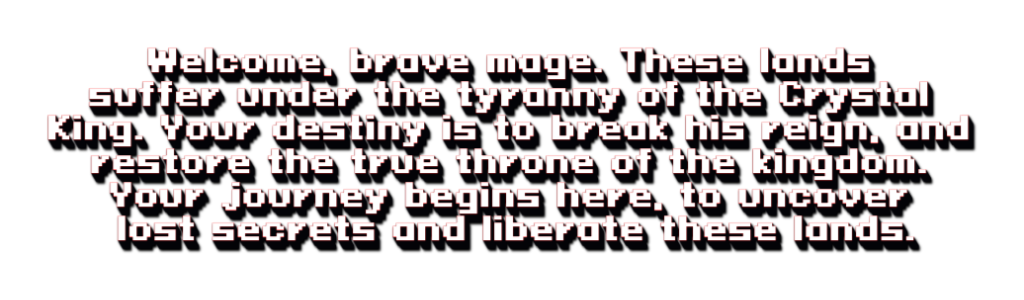 Welcome, brave mage. These lands
suffer under the tyranny of the Crystal
King. Your destiny is to break his reign, and
restore the true throne of the kingdom.
Your journey begins here, to uncover
lost secrets and liberate these lands.